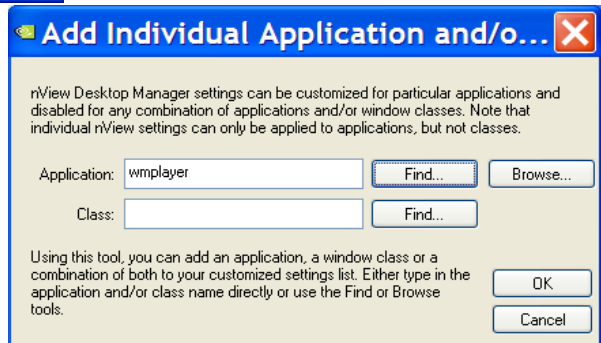 Add Individual Application and/o...
nView Desktop Manager settings can be customized for particular applications and
disabled for any combination of applications and/or window classes. Note that
individual nView settings can only be applied to applications, but not classes.
Application: wmplayer Find... Browse...
Class: Find...
Using this tool, you can add an application, a window class or a
combination of both to your customized settings list. Either type in the
application and/or class name directly or use the Find or Browse
tools.
OK
Cancel